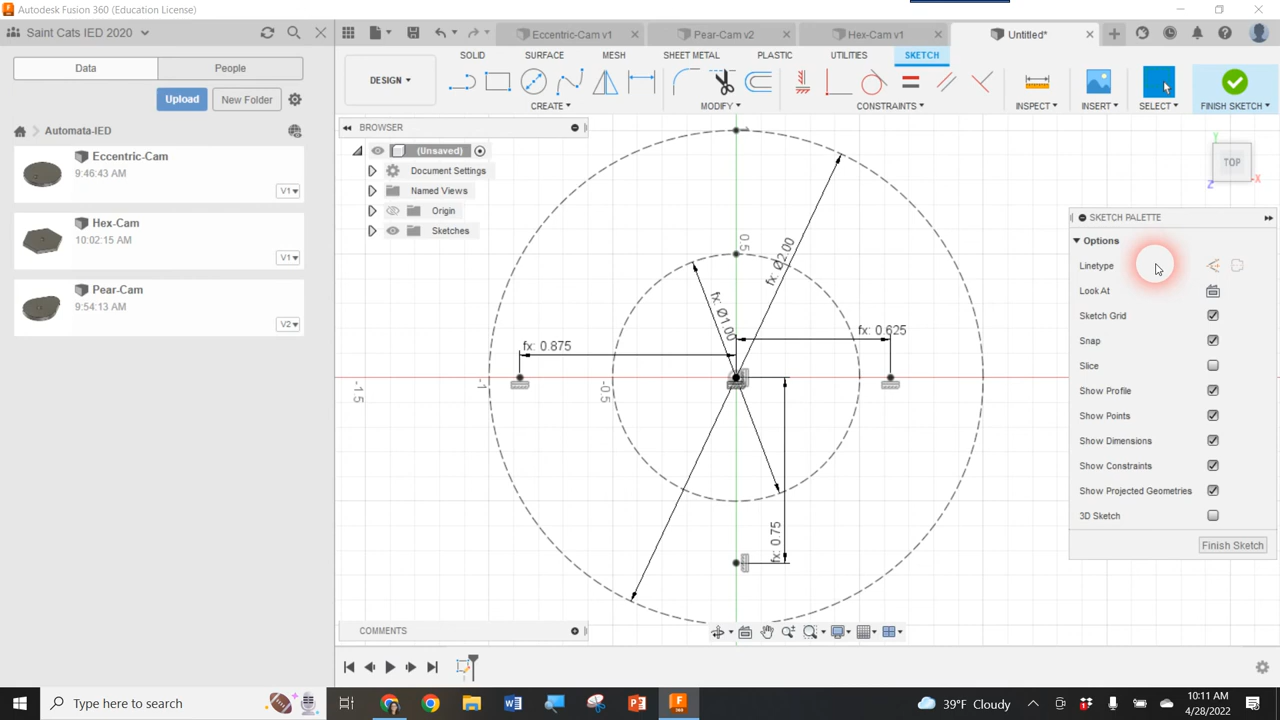 Autodesk Fusion 360 (Education License)
Saint Cats IED 2020
Eccentric-Cam v1
Pear-Cam v2
Hex-Cam v1
Untitled*
Data
People
Upload
New Folder
Automata-IED
Eccentric-Cam
9:46:43 AM
V1
Hex-Cam
10:02:15 AM
V1
Pear-Cam
9:54:13 AM
V2
DESIGN
SOLID
SURFACE
MESH
SHEET METAL
PLASTIC
UTILITIES
SKETCH
CREATE
MODIFY
CONSTRAINTS
INSPECT
INSERT
SELECT
FINISH SKETCH
BROWSER
(Unsaved)
Document Settings
Named Views
Origin
Sketches
TOP
Y
X
Z
1
0.5
fx: Ø2.00
fx: Ø1.00
fx: 0.625
fx: 0.875
-1.5
-1
-0.5
fx: 0.75
SKETCH PALETTE
Options
Linetype
Look At
Sketch Grid
Snap
Slice
Show Profile
Show Points
Show Dimensions
Show Constraints
Show Projected Geometries
3D Sketch
Finish Sketch
COMMENTS
Type here to search
39°F Cloudy
10:11 AM
4/28/2022